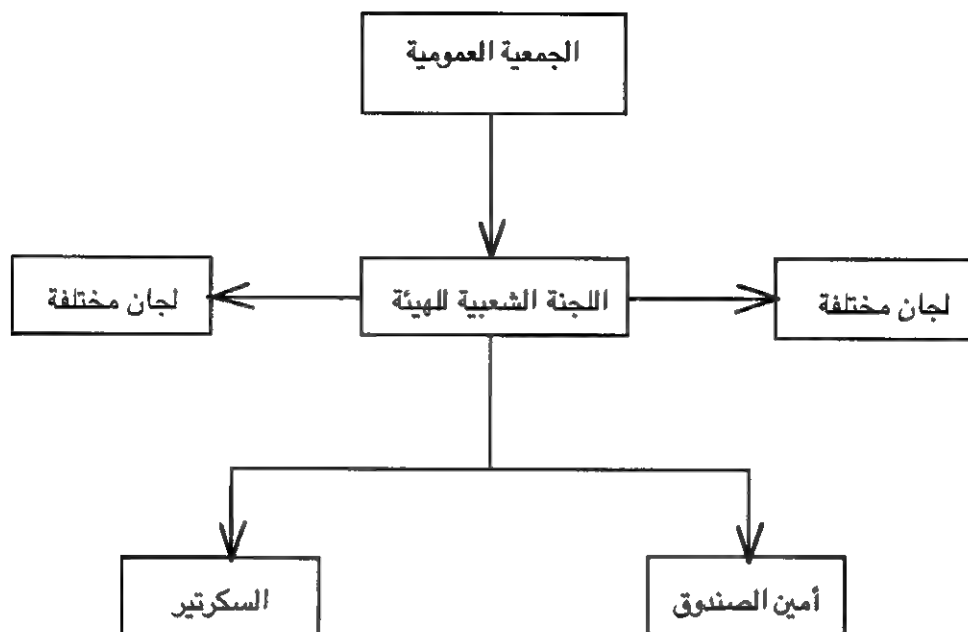 الجمعية العمومية
لجان مختلفة
اللجنة الشعبية للهيئة
لجان مختلفة
أمين الصندوق
السكرتير